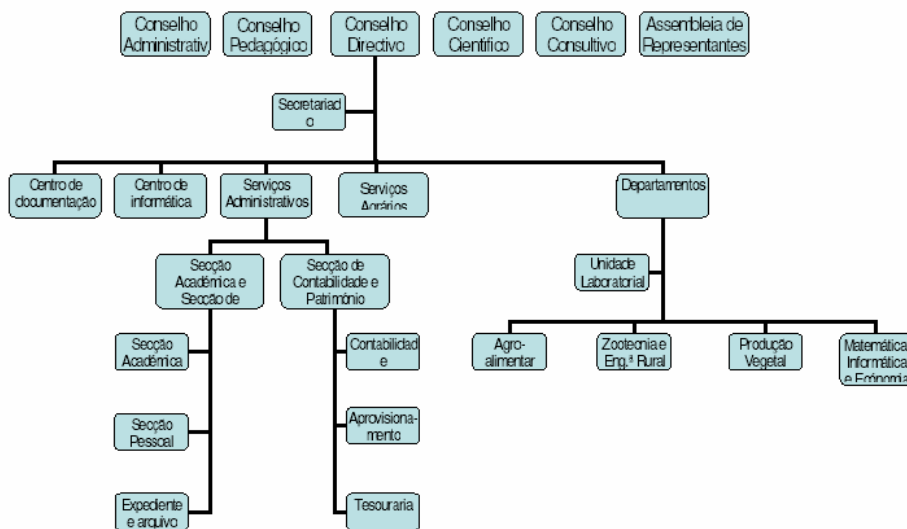 Conselho
Administrativ
Conselho
Pedagógico
Conselho
Directivo
Conselho
Científico
Conselho
Consultivo
Assembleia de
Representantes
Secretariad
o
Centro de
documentação
Centro de
informática
Serviços
Administrativos
Serviços
Agrários
Departamentos
Secção
Académica e
Secção de
Secção de
Contabilidade e
Património
Unidade
Laboratorial
Secção
Académica
Contabilidad
e
Agro-
alimentar
Zootecnia e
Eng.ª Rural
Produção
Vegetal
Matemática
Informática
e Economia
Secção
Pessoal
Aprovisiona-
mento
Expediente
e arquivo
Tesouraria